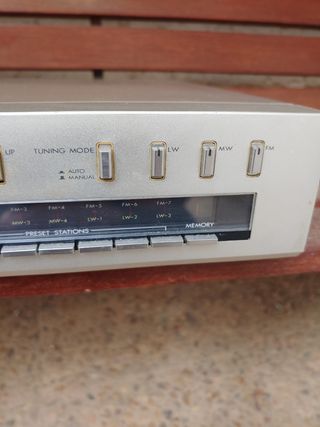 UP TUNING MODE LW MW FM
AUTO
MANUAL
FM-3 FM-4 FM-5 FM-6 FM-7
MW-3 MW-4 LW-1 LW-2 LW-3
PRESET STATIONS MEMORY